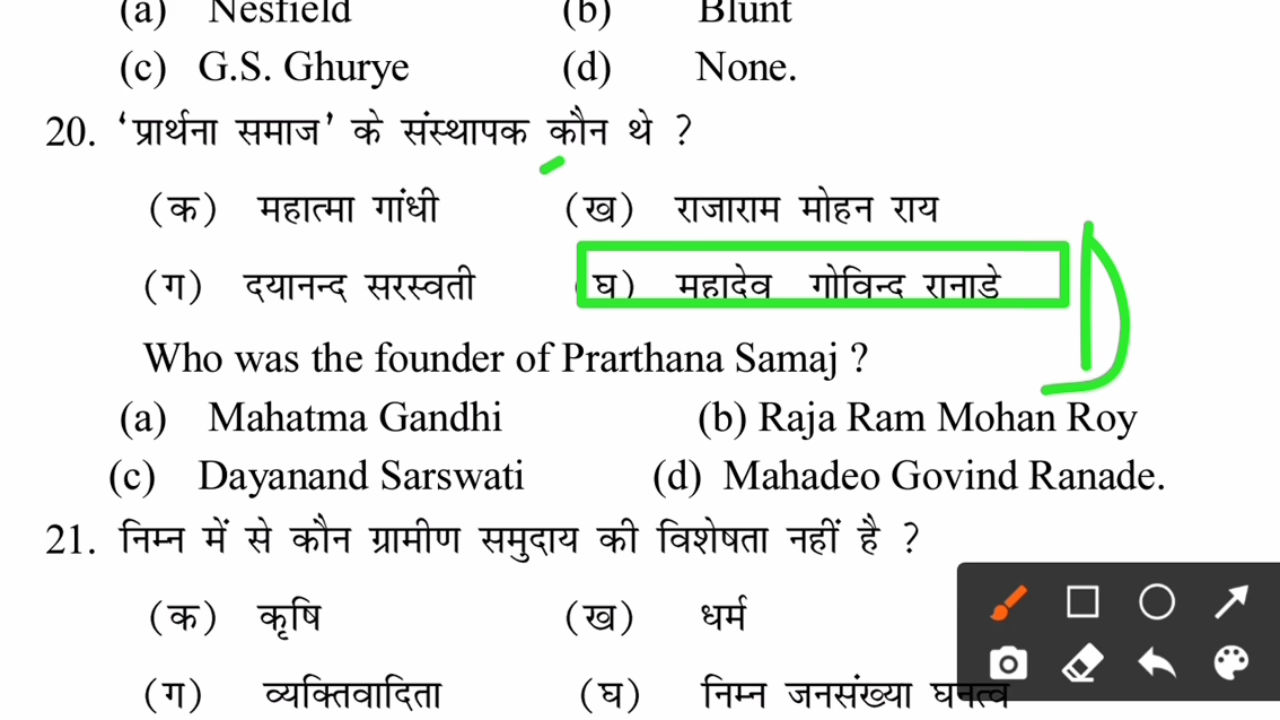 (a) Nesfield (b) Blunt
(c) G.S. Ghurye (d) None.
20. ‘प्रार्थना समाज’ के संस्थापक कौन थे ?
(क) महात्मा गांधी (ख) राजाराम मोहन राय
(ग) दयानन्द सरस्वती (घ) महादेव गोविन्द रानाडे
Who was the founder of Prarthana Samaj ?
(a) Mahatma Gandhi (b) Raja Ram Mohan Roy
(c) Dayanand Sarswati (d) Mahadeo Govind Ranade.
21. निम्न में से कौन ग्रामीण समुदाय की विशेषता नहीं है ?
(क) कृषि (ख) धर्म
(ग) व्यक्तिवादिता (घ) निम्न जनसंख्या घनत्व
D